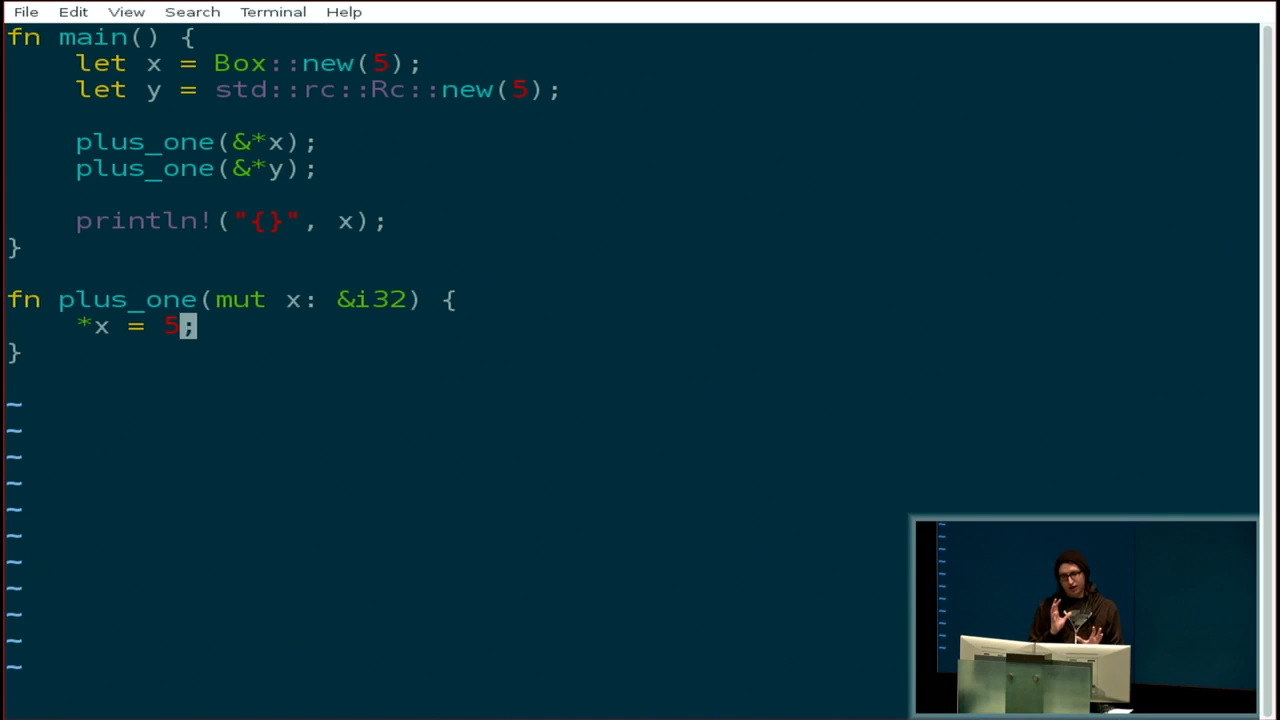 File Edit View Search Terminal Help
fn main() {
    let x = Box::new(5);
    let y = std::rc::Rc::new(5);
    plus_one(&*x);
    plus_one(&*y);
    println!("{}", x);
}
fn plus_one(mut x: &i32) {
    *x = 5;
}
~
~
~
~
~
~
~
~
~
~
~